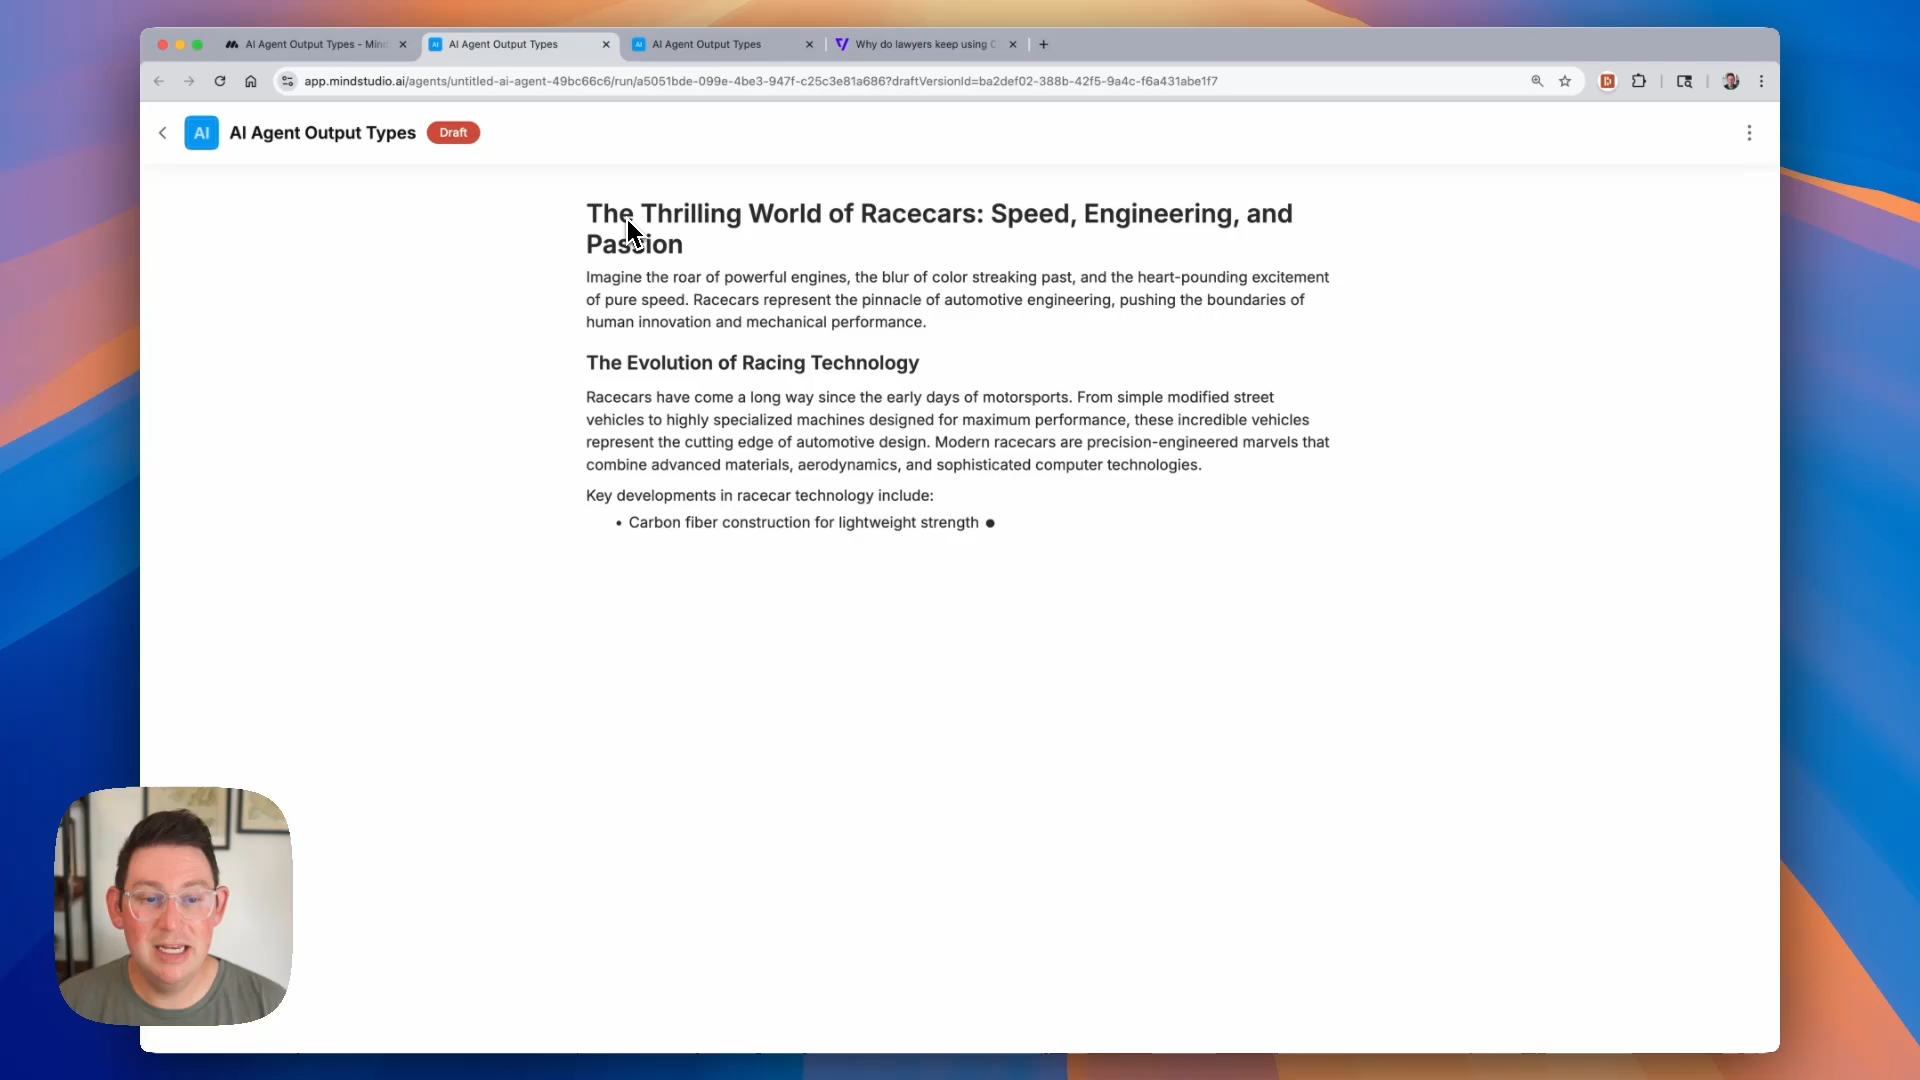 AI Agent Output Types - Mind
AI Agent Output Types
AI Agent Output Types
Why do lawyers keep using C
app.mindstudio.ai/agents/untitled-ai-agent-49bc66c6/run/a5051bde-099e-4be3-947f-c25c3e81a686?draftVersionId=ba2def02-388b-42f5-9a4c-f6a431abe1f7
AI AI Agent Output Types Draft
The Thrilling World of Racecars: Speed, Engineering, and
Passion
Imagine the roar of powerful engines, the blur of color streaking past, and the heart-pounding excitement
of pure speed. Racecars represent the pinnacle of automotive engineering, pushing the boundaries of
human innovation and mechanical performance.
The Evolution of Racing Technology
Racecars have come a long way since the early days of motorsports. From simple modified street
vehicles to highly specialized machines designed for maximum performance, these incredible vehicles
represent the cutting edge of automotive design. Modern racecars are precision-engineered marvels that
combine advanced materials, aerodynamics, and sophisticated computer technologies.
Key developments in racecar technology include:
• Carbon fiber construction for lightweight strength